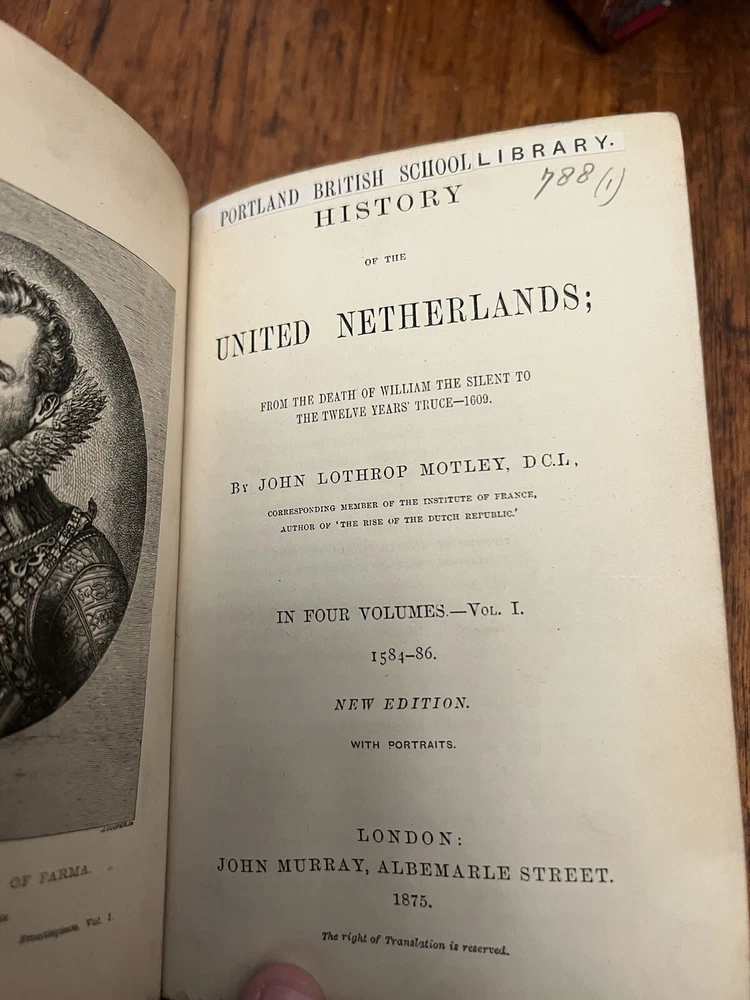 OF PARMA.
Frontispiece, Vol. I.
PORTLAND BRITISH SCHOOL LIBRARY.
788 (1)
HISTORY
OF THE
UNITED NETHERLANDS;
FROM THE DEATH OF WILLIAM THE SILENT TO
THE TWELVE YEARS' TRUCE—1609.
By JOHN LOTHROP MOTLEY, D C.L,
CORRESPONDING MEMBER OF THE INSTITUTE OF FRANCE,
AUTHOR OF 'THE RISE OF THE DUTCH REPUBLIC.'
IN FOUR VOLUMES.—Vol. I.
1584–86.
NEW EDITION.
WITH PORTRAITS.
LONDON:
JOHN MURRAY, ALBEMARLE STREET.
1875.
The right of Translation is reserved.